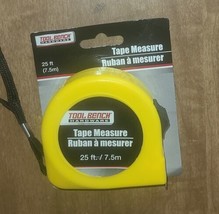 TOOL BENCH
HARDWARE
25 ft
(7.5m)
Tape Measure
Ruban à mesurer
TOOL BENCH
HARDWARE
Tape Measure
Ruban à mesurer
25 ft / 7.5m